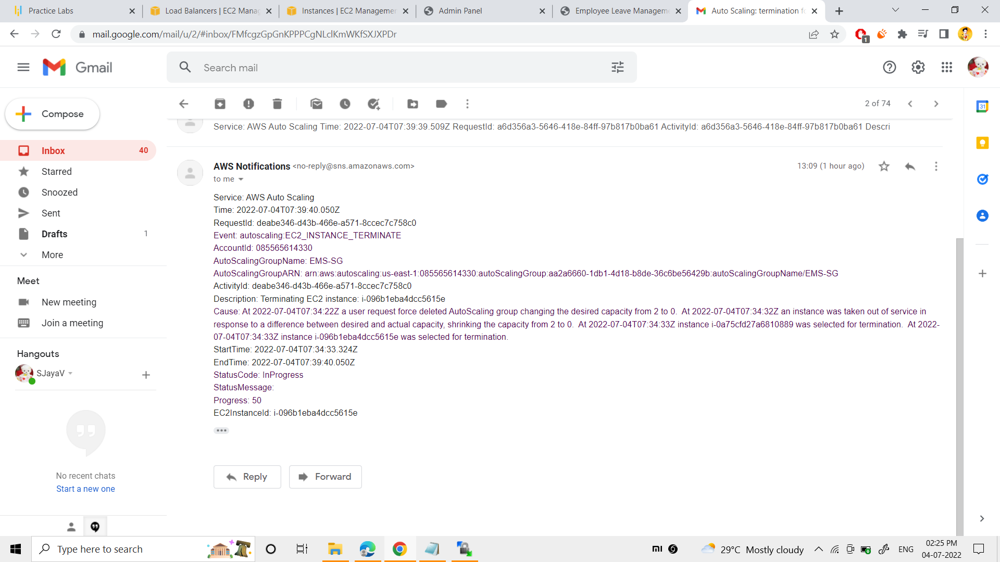 Practice Labs
Load Balancers | EC2 Manag
Instances | EC2 Managemen
Admin Panel
Employee Leave Manageme
Auto Scaling: termination fo
mail.google.com/mail/u/2/#inbox/FMfcgzGpGnKPPPCgNLclKmWKfSXJXPDr
1
Gmail
Search mail
Compose
2 of 74
31
Service: AWS Auto Scaling Time: 2022-07-04T07:39:39.509Z RequestId: a6d356a3-5646-418e-84ff-97b817b0ba61 ActivityId: a6d356a3-5646-418e-84ff-97b817b0ba61 Descri
Inbox 40
Starred
Snoozed
Sent
Drafts 1
More
Meet
New meeting
Join a meeting
Hangouts
SJayaV
No recent chats
Start a new one
AWS Notifications <no-reply@sns.amazonaws.com>
13:09 (1 hour ago)
to me
Service: AWS Auto Scaling
Time: 2022-07-04T07:39:40.050Z
RequestId: deabe346-d43b-466e-a571-8ccec7c758c0
Event: autoscaling:EC2_INSTANCE_TERMINATE
AccountId: 085565614330
AutoScalingGroupName: EMS-SG
AutoScalingGroupARN: arn:aws:autoscaling:us-east-1:085565614330:autoScalingGroup:aa2a6660-1db1-4d18-b8de-36c6be56429b:autoScalingGroupName/EMS-SG
ActivityId: deabe346-d43b-466e-a571-8ccec7c758c0
Description: Terminating EC2 instance: i-096b1eba4dcc5615e
Cause: At 2022-07-04T07:34:22Z a user request force deleted AutoScaling group changing the desired capacity from 2 to 0.  At 2022-07-04T07:34:32Z an instance was taken out of service in
response to a difference between desired and actual capacity, shrinking the capacity from 2 to 0.  At 2022-07-04T07:34:33Z instance i-0a75cfd27a6810889 was selected for termination.  At 2022-
07-04T07:34:33Z instance i-096b1eba4dcc5615e was selected for termination.
StartTime: 2022-07-04T07:34:33.324Z
EndTime: 2022-07-04T07:39:40.050Z
StatusCode: InProgress
StatusMessage:
Progress: 50
EC2InstanceId: i-096b1eba4dcc5615e
Reply
Forward
Type here to search
mi
29°C Mostly cloudy
ENG
02:25 PM
04-07-2022